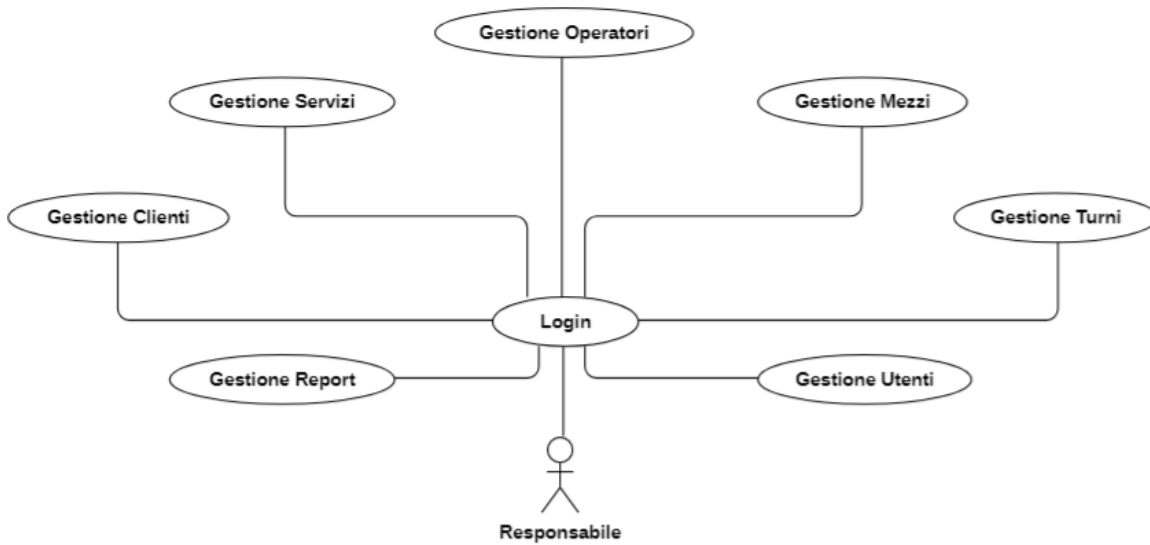 Gestione Operatori
Gestione Servizi
Gestione Mezzi
Gestione Clienti
Gestione Turni
Login
Gestione Report
Gestione Utenti
Responsabile